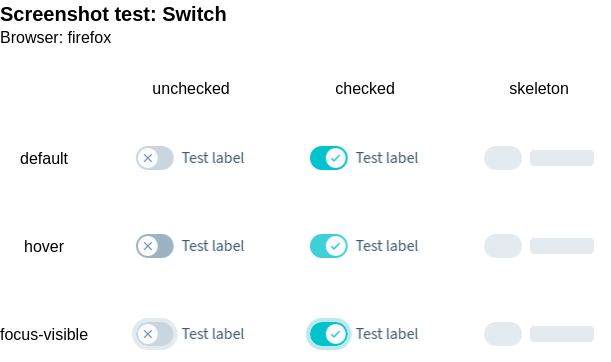 Screenshot test: Switch
Browser: firefox
unchecked checked skeleton
default Test label Test label
hover Test label Test label
focus-visible Test label Test label